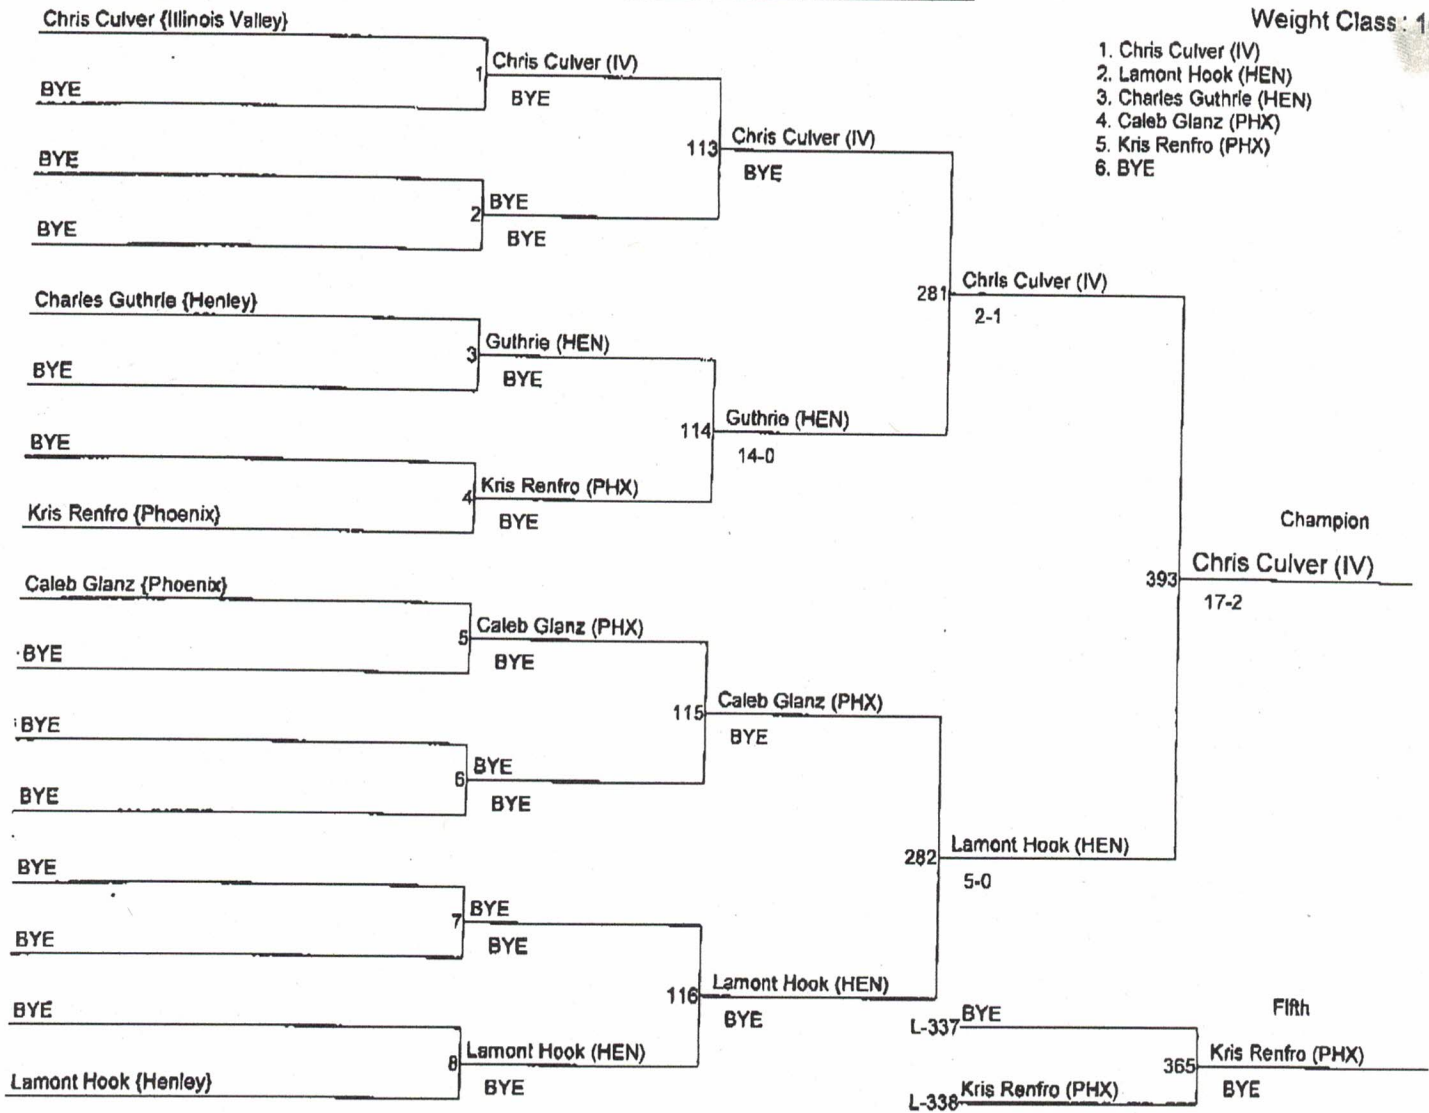 Weight Class: 1
1. Chris Culver (IV)
2. Lamont Hook (HEN)
3. Charles Guthrie (HEN)
4. Caleb Glanz (PHX)
5. Kris Renfro (PHX)
6. BYE
Chris Culver {Illinois Valley}
BYE
1 Chris Culver (IV)
BYE
BYE
BYE
2 BYE
BYE
113 Chris Culver (IV)
BYE
Charles Guthrie {Henley}
BYE
3 Guthrie (HEN)
BYE
BYE
Kris Renfro {Phoenix}
4 Kris Renfro (PHX)
BYE
114 Guthrie (HEN)
14-0
281 Chris Culver (IV)
2-1
Caleb Glanz {Phoenix}
BYE
5 Caleb Glanz (PHX)
BYE
BYE
BYE
6 BYE
BYE
115 Caleb Glanz (PHX)
BYE
BYE
BYE
7 BYE
BYE
BYE
Lamont Hook {Henley}
8 Lamont Hook (HEN)
BYE
116 Lamont Hook (HEN)
BYE
282 Lamont Hook (HEN)
5-0
Champion
393 Chris Culver (IV)
17-2
Fifth
L-337 BYE
L-338 Kris Renfro (PHX)
365 Kris Renfro (PHX)
BYE